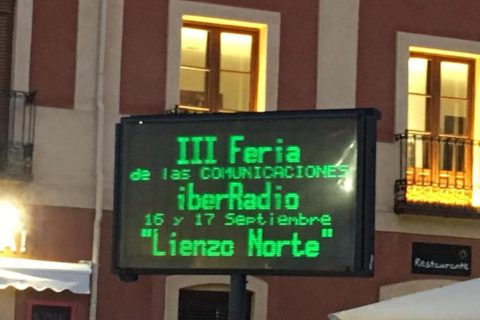 III Feria
de las COMUNICACIONES
iberRadio
16 y 17 Septiembre
"Lienzo Norte"
Restaurante